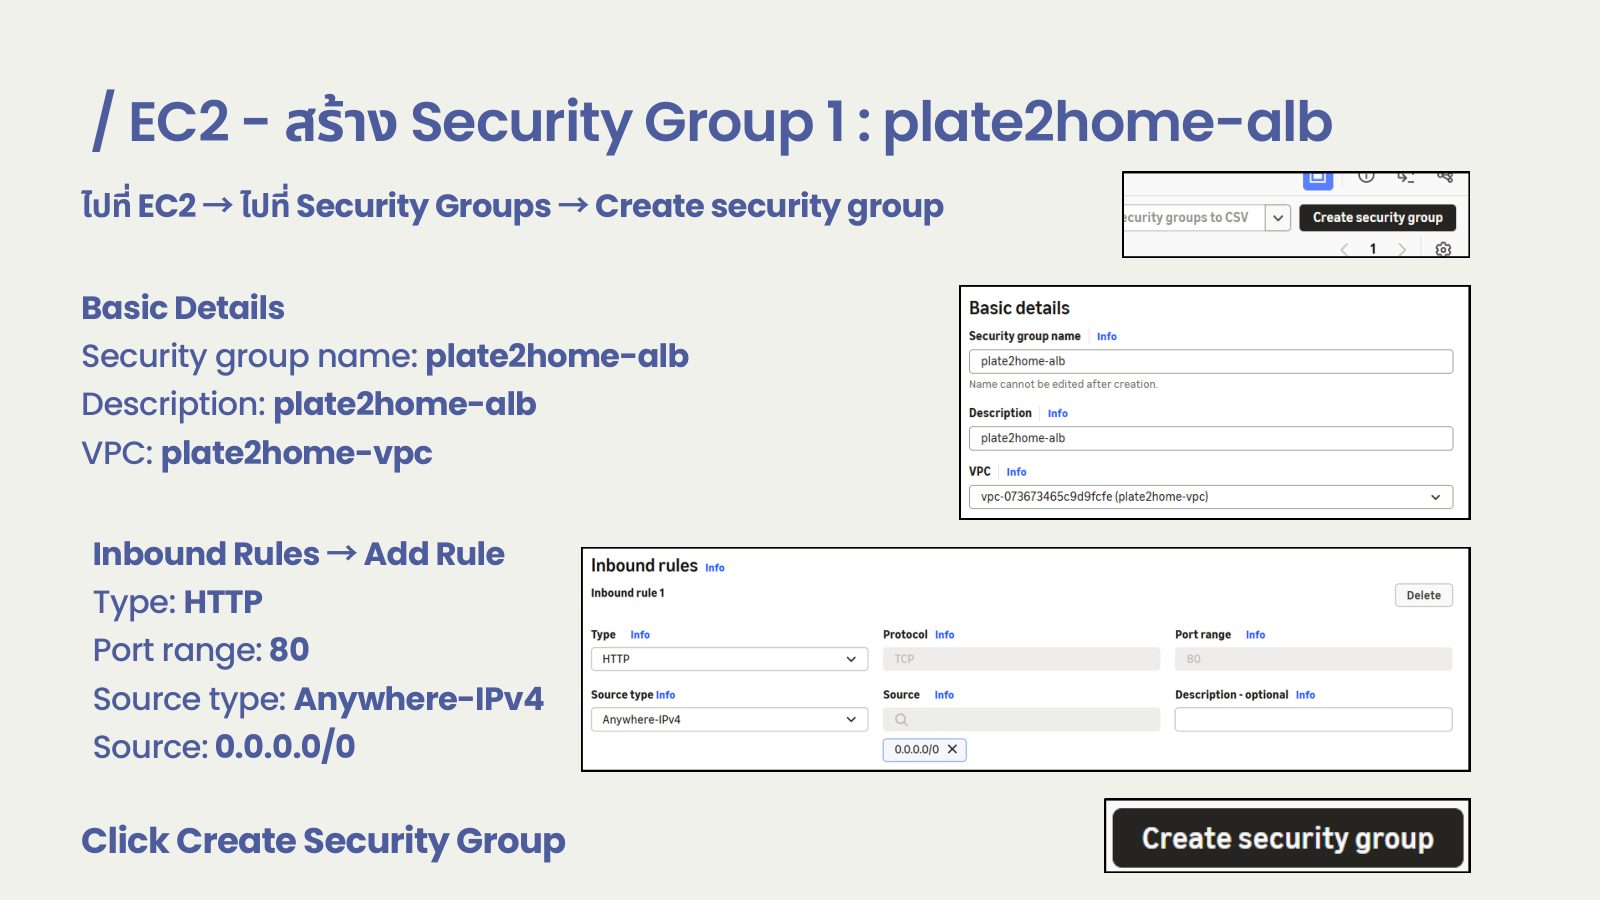 / EC2 - สร้าง Security Group 1 : plate2home-alb
ไปที่ EC2 → ไปที่ Security Groups → Create security group
ecurity groups to CSV
Create security group
1
Basic Details
Security group name: plate2home-alb
Description: plate2home-alb
VPC: plate2home-vpc
Basic details
Security group name Info
plate2home-alb
Name cannot be edited after creation.
Description Info
plate2home-alb
VPC Info
vpc-073673465c9d9fcfe (plate2home-vpc)
Inbound Rules → Add Rule
Type: HTTP
Port range: 80
Source type: Anywhere-IPv4
Source: 0.0.0.0/0
Inbound rules Info
Inbound rule 1
Delete
Type Info
Protocol Info
Port range Info
HTTP
TCP
80
Source type Info
Source Info
Description - optional Info
Anywhere-IPv4
0.0.0.0/0
Click Create Security Group
Create security group